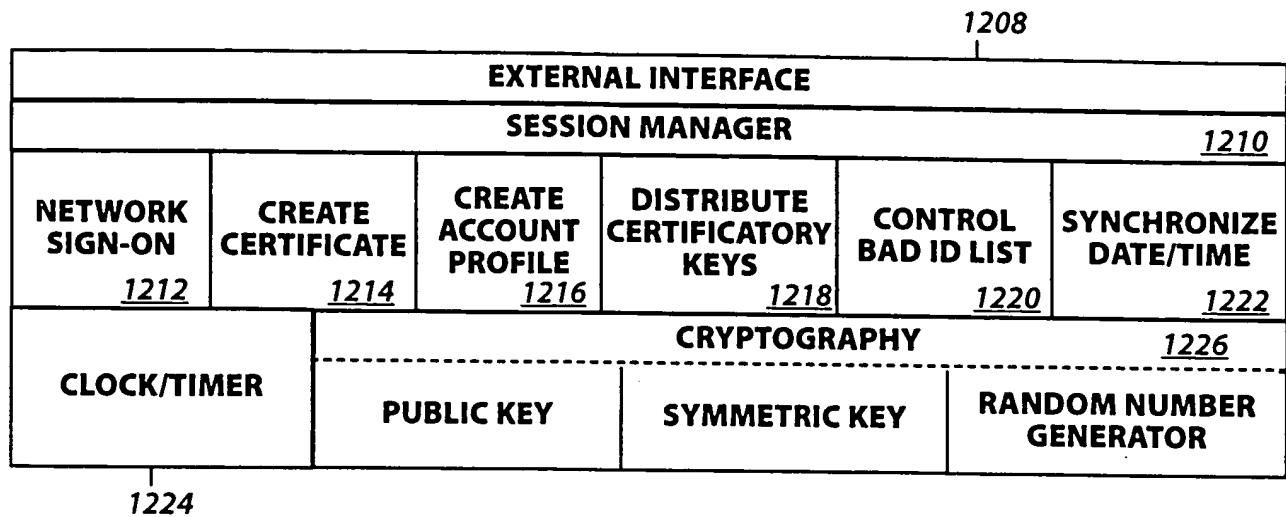 1208
EXTERNAL INTERFACE
SESSION MANAGER
1210
NETWORK
SIGN-ON
1212
CREATE
CERTIFICATE
1214
CREATE
ACCOUNT
PROFILE
1216
DISTRIBUTE
CERTIFICATORY
KEYS
1218
CONTROL
BAD ID LIST
1220
SYNCHRONIZE
DATE/TIME
1222
CLOCK/TIMER
CRYPTOGRAPHY
1226
PUBLIC KEY
SYMMETRIC KEY
RANDOM NUMBER
GENERATOR
1224